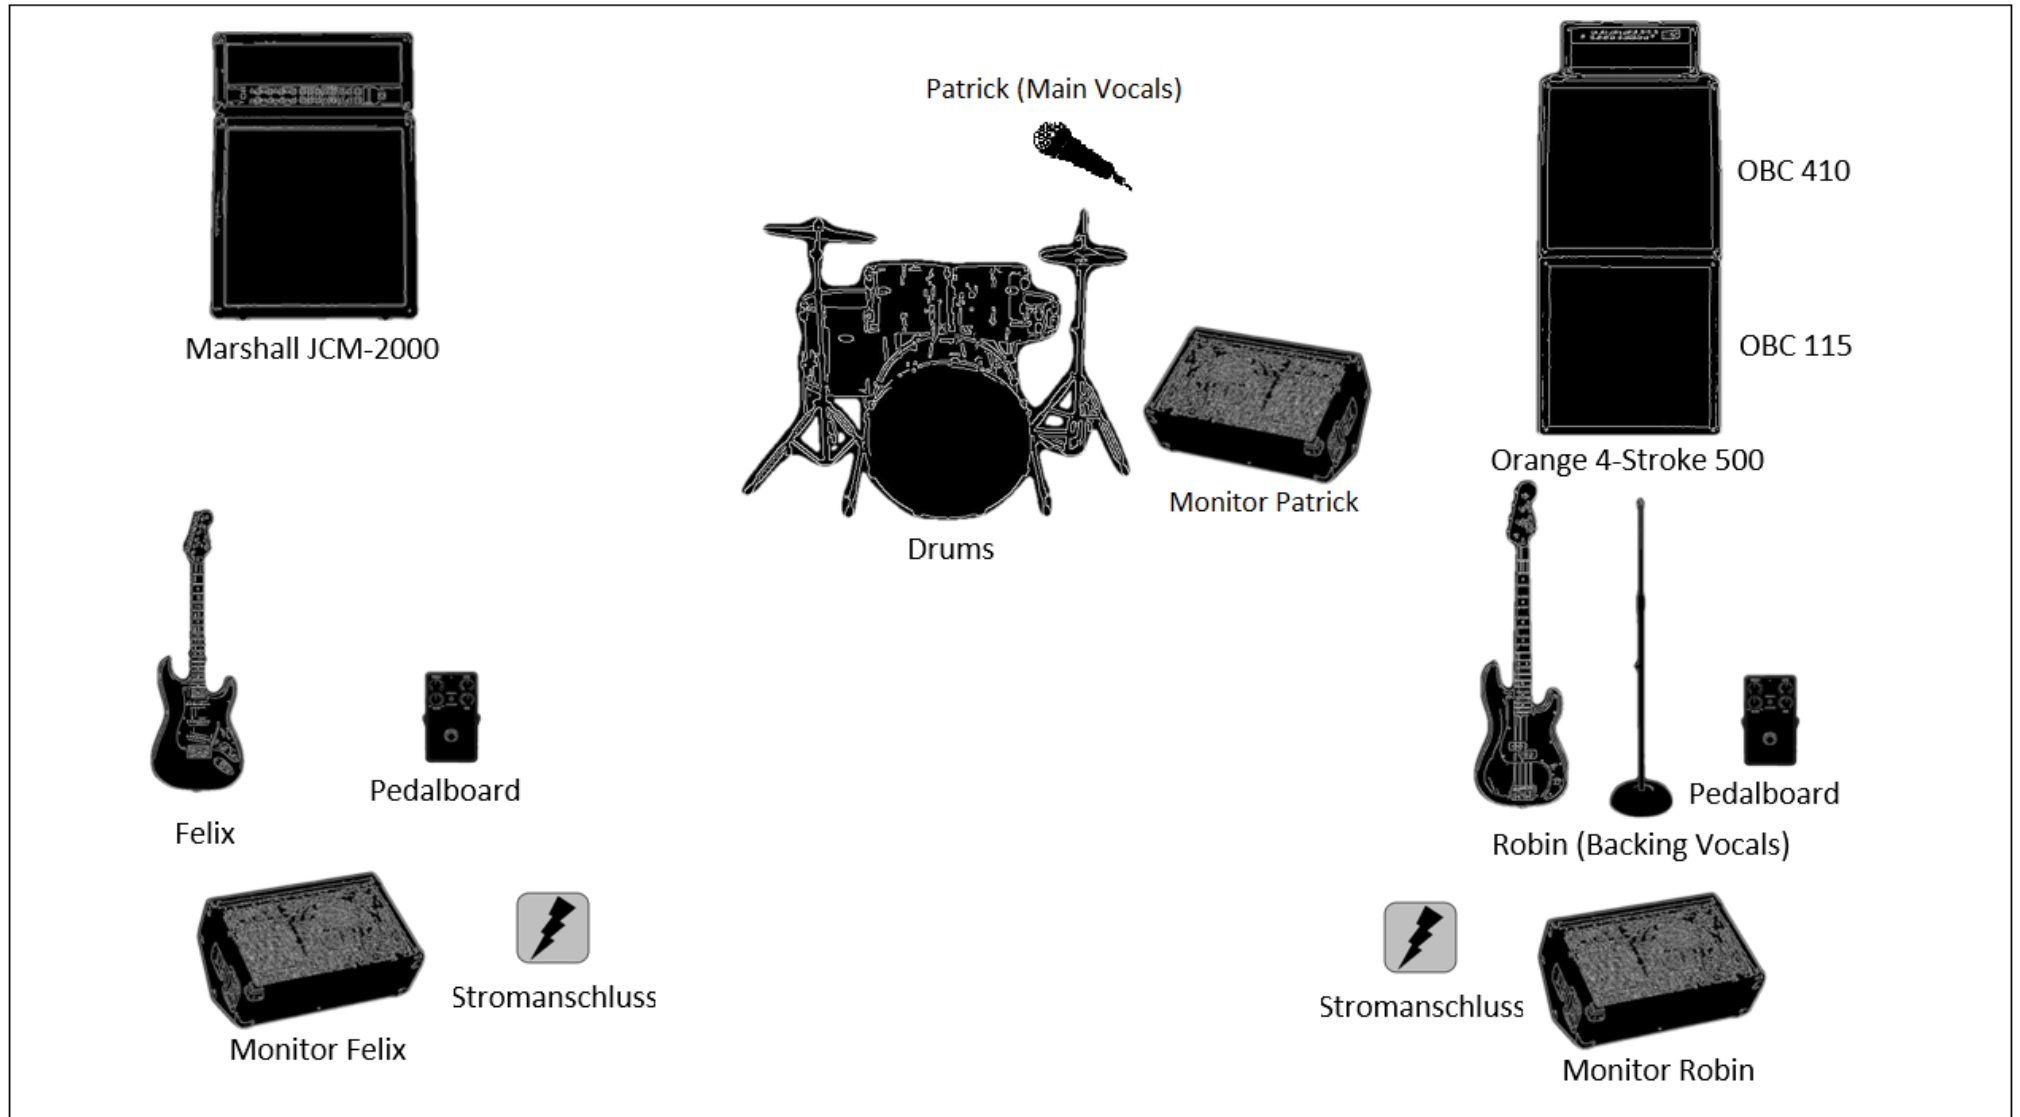 Patrick (Main Vocals)
OBC 410
Marshall JCM-2000
OBC 115
Orange 4-Stroke 500
Monitor Patrick
Drums
Pedalboard
Pedalboard
Felix
Robin (Backing Vocals)
Stromanschluss
Stromanschluss
Monitor Felix
Monitor Robin